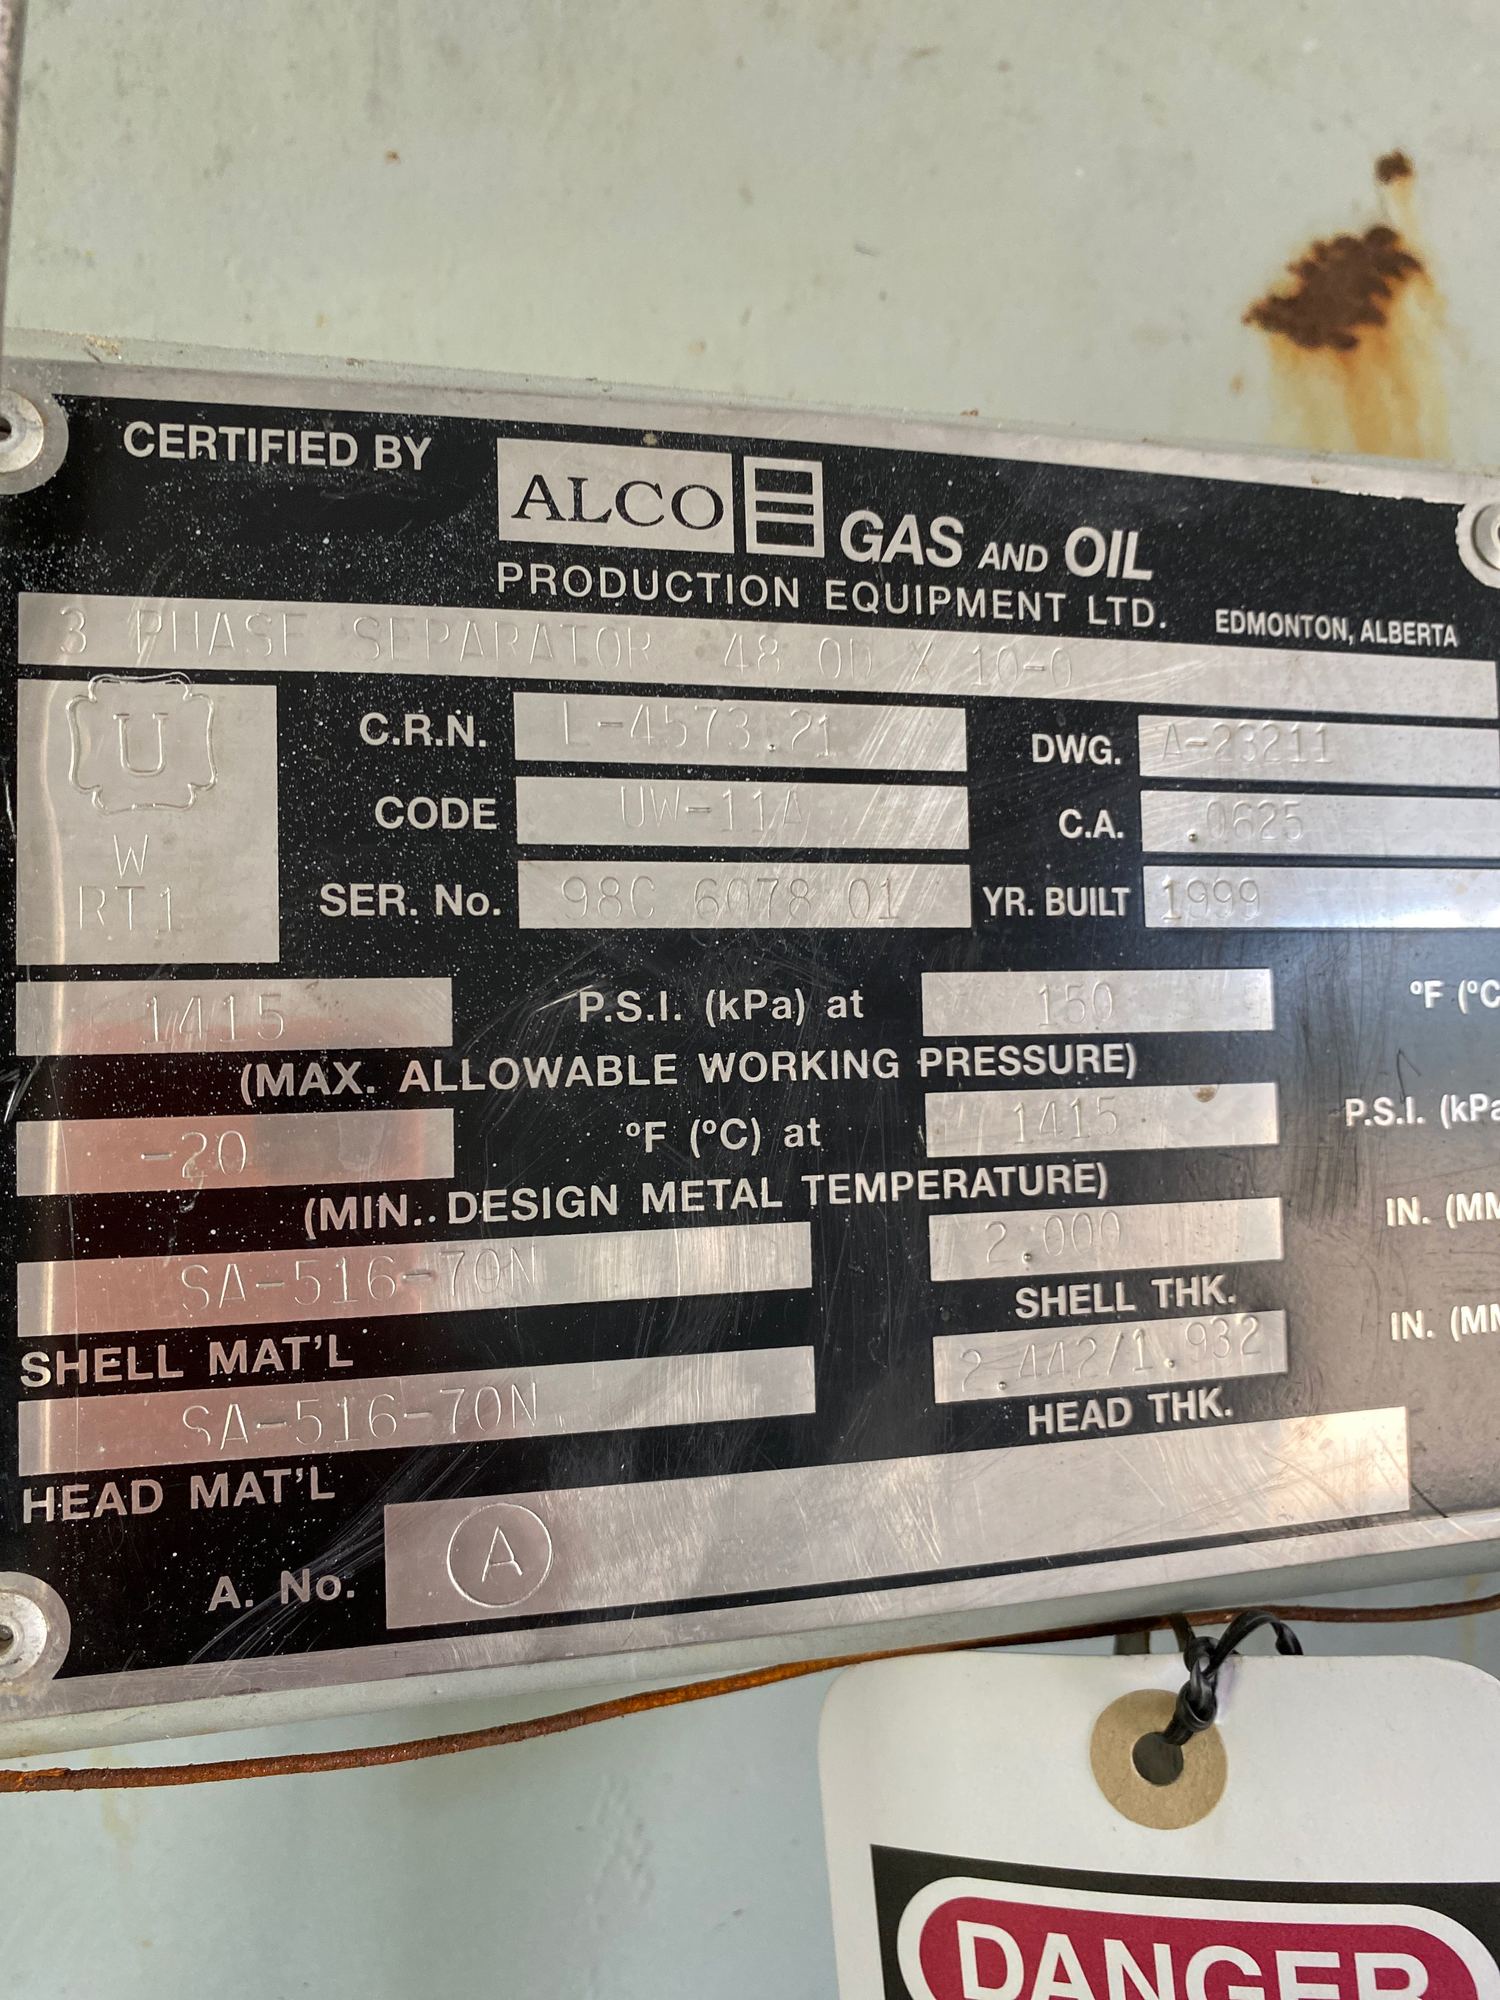 CERTIFIED BY
ALCO GAS AND OIL
PRODUCTION EQUIPMENT LTD. EDMONTON, ALBERTA
3 PHASE SEPARATOR 48 OD X 10-0
U
W
RT1
C.R.N. L-4573.21 DWG. A-23211
CODE UW-11A C.A. .0625
SER. No. 98C 6078 01 YR. BUILT 1999
1415 P.S.I. (kPa) at 150 °F (°C
(MAX. ALLOWABLE WORKING PRESSURE)
-20 °F (°C) at 1415 P.S.I. (kPa
(MIN. DESIGN METAL TEMPERATURE)
SA-516-70N 2.000 IN. (MM
SHELL MAT'L SHELL THK.
SA-516-70N 2.442/1.932 IN. (MM
HEAD MAT'L HEAD THK.
A. No. A
DANGER